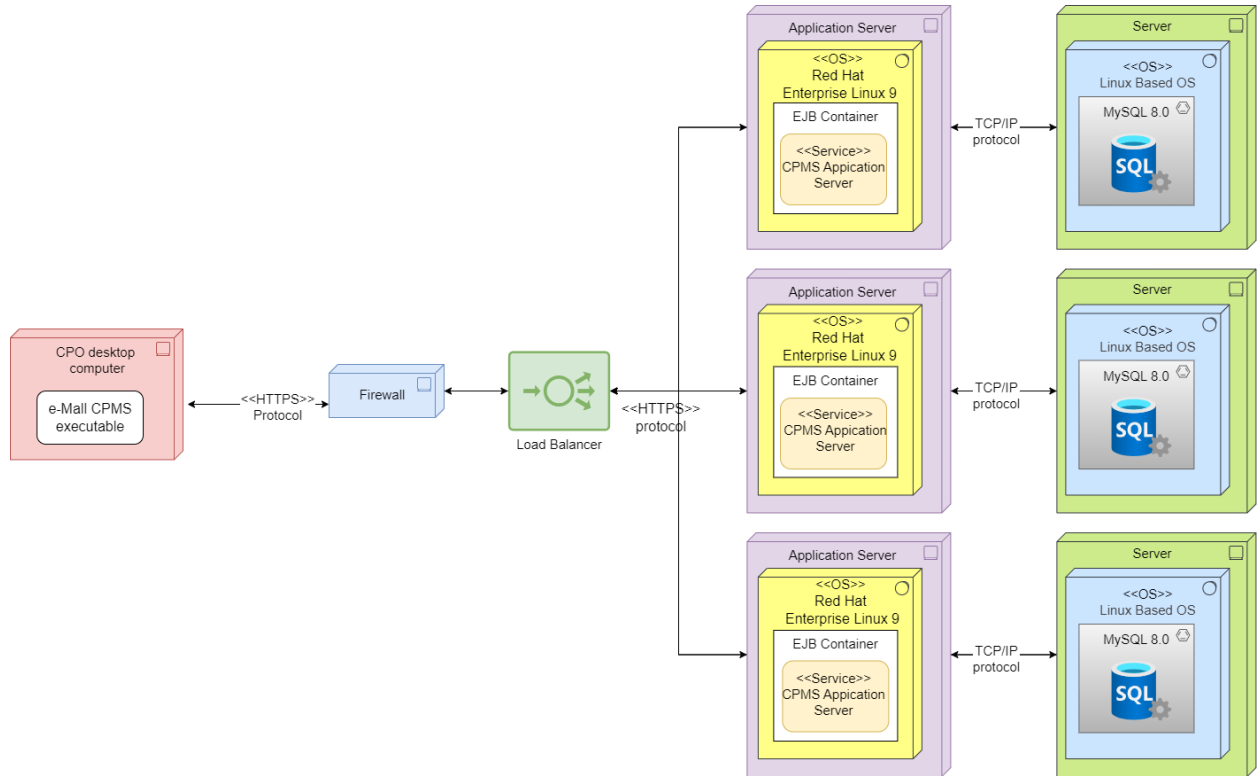 CPO desktop
computer
e-Mall CPMS
executable
<<HTTPS>>
Protocol
Firewall
Load Balancer
<<HTTPS>>
protocol
Application Server
<<OS>>
Red Hat
Enterprise Linux 9
EJB Container
<<Service>>
CPMS Appication
Server
TCP/IP
protocol
Server
<<OS>>
Linux Based OS
MySQL 8.0
SQL
Application Server
<<OS>>
Red Hat
Enterprise Linux 9
EJB Container
<<Service>>
CPMS Appication
Server
TCP/IP
protocol
Server
<<OS>>
Linux Based OS
MySQL 8.0
SQL
Application Server
<<OS>>
Red Hat
Enterprise Linux 9
EJB Container
<<Service>>
CPMS Appication
Server
TCP/IP
protocol
Server
<<OS>>
Linux Based OS
MySQL 8.0
SQL